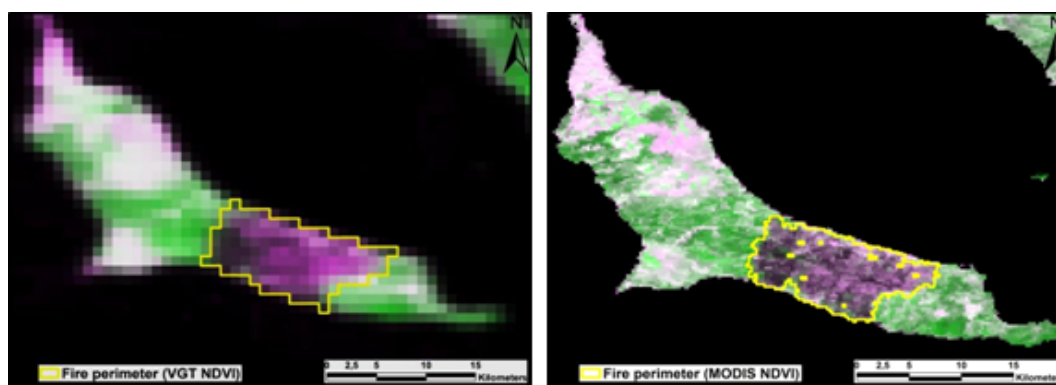 N
Fire perimeter (VGT NDVI)
0 2,5 5 10 15
Kilometers
N
Fire perimeter (MODIS NDVI)
0 2,5 5 10 15
Kilometers